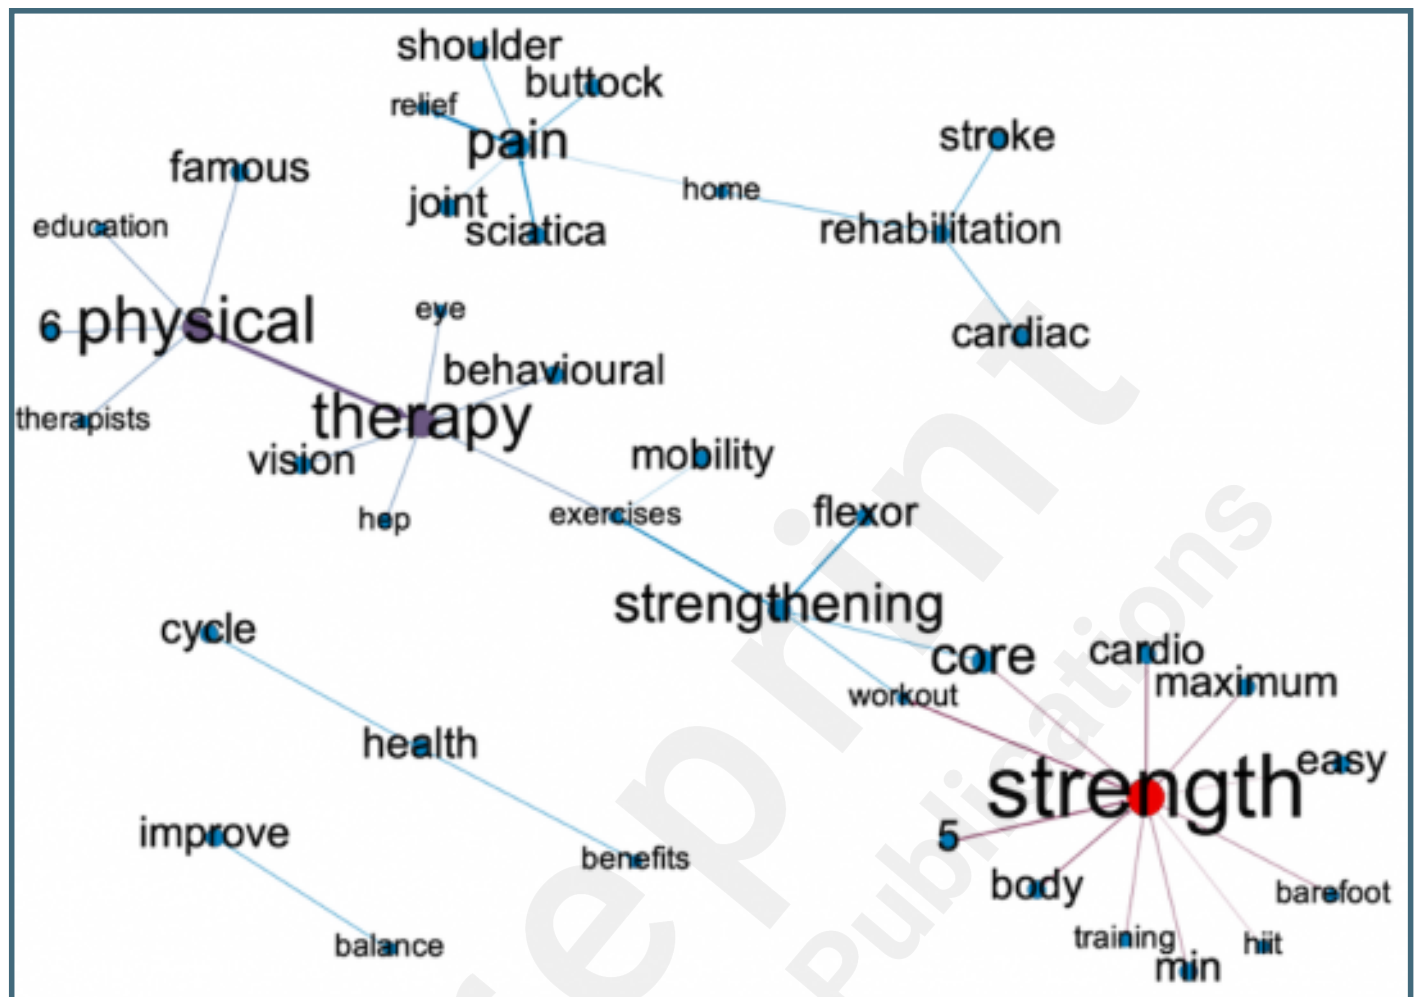 shoulder
buttock
relief
pain
stroke
famous
home
joint
education
sciatica
rehabilitation
eye
6 physical
cardiac
behavioural
therapy
therapists
vision
mobility
hep
exercises
flexor
strengthening
cycle
core
cardio
maximum
workout
health
easy
strength
improve
5
benefits
body
barefoot
training
hiit
balance
min
eprint
Publications